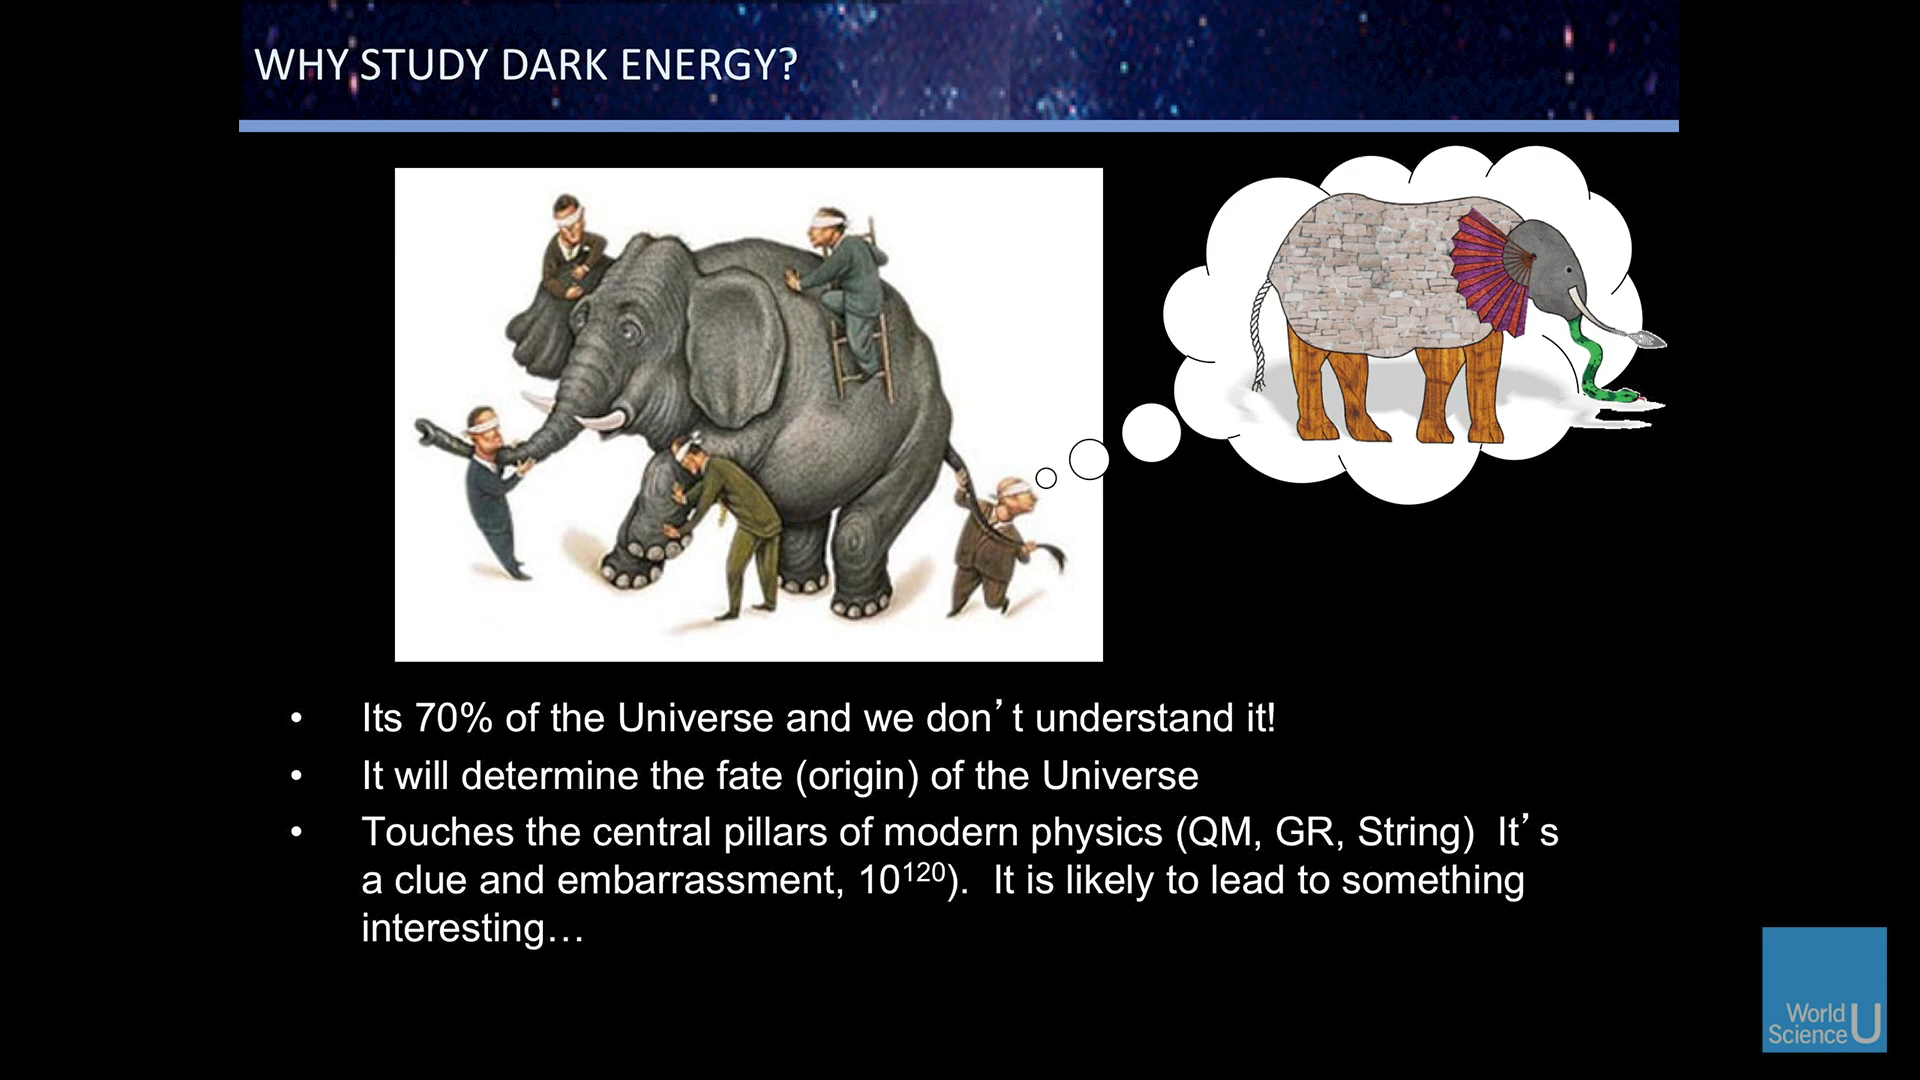 WHY STUDY DARK ENERGY?
• Its 70% of the Universe and we don’t understand it!
• It will determine the fate (origin) of the Universe
• Touches the central pillars of modern physics (QM, GR, String)  It’s
a clue and embarrassment, 10¹²⁰).  It is likely to lead to something
interesting…
World
Science U